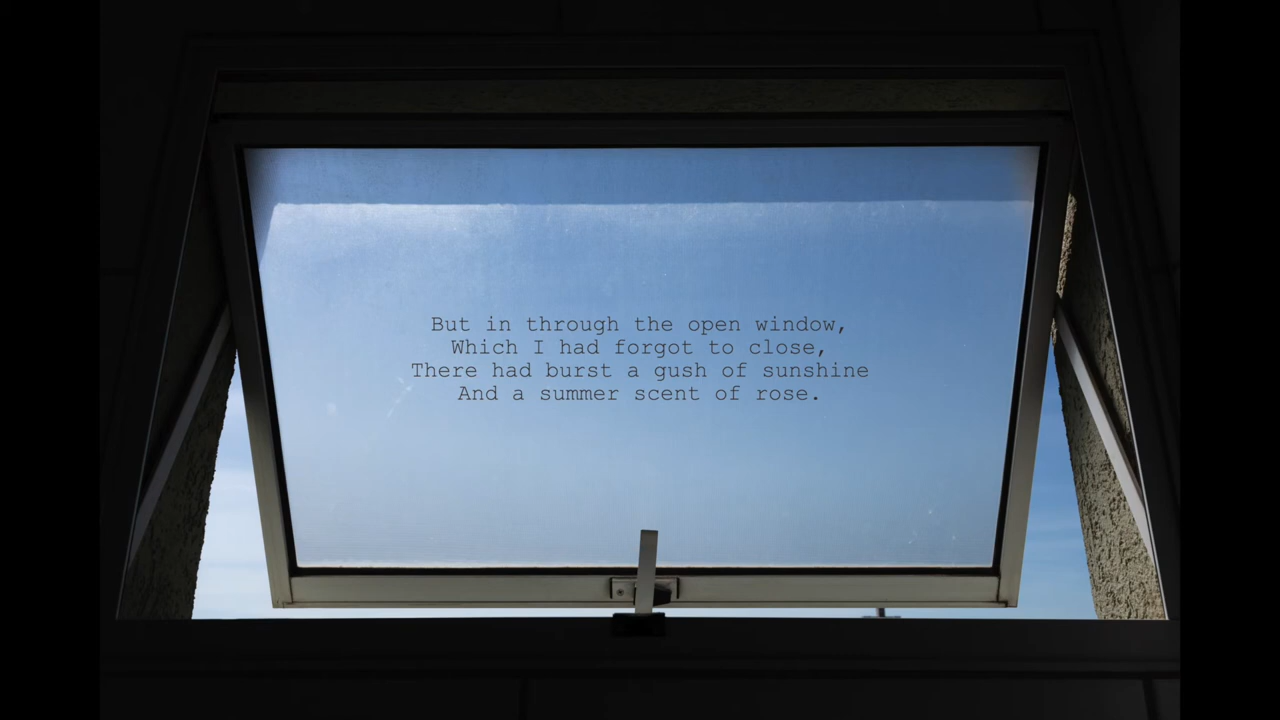 But in through the open window,
Which I had forgot to close,
There had burst a gush of sunshine
And a summer scent of rose.